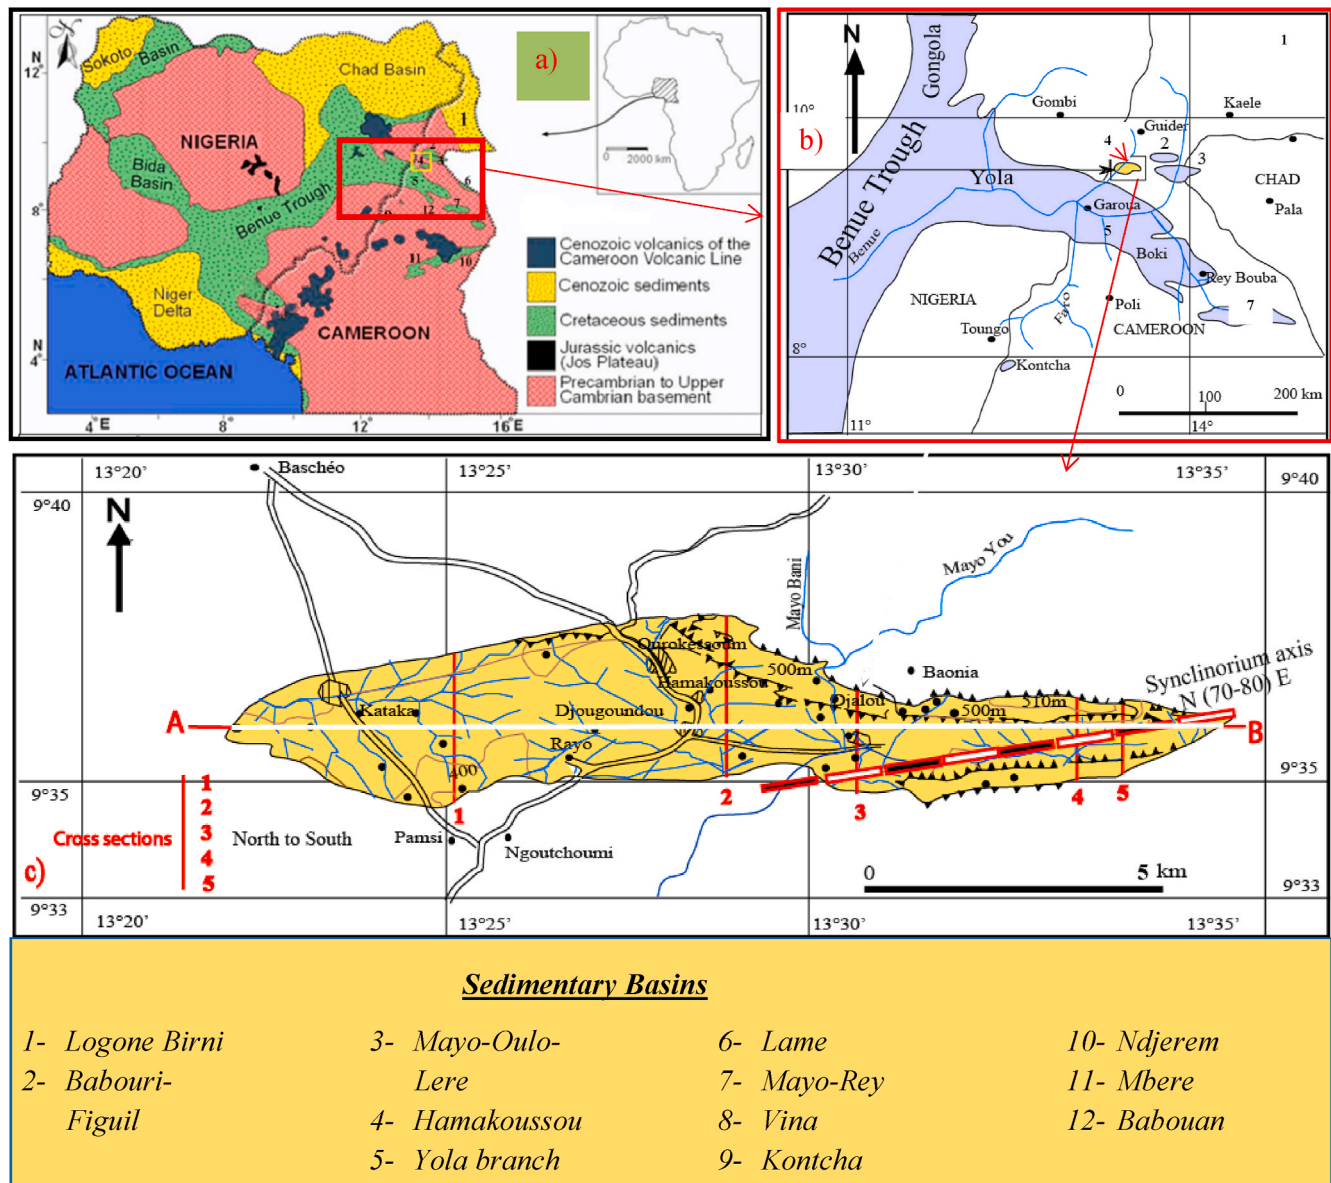 a)
N
12°
8°
N
4°
4°E
8°
12°
16°E
Sokoto
Basin
Chad Basin
1
NIGERIA
Bida
Basin
Benue Trough
4
5
6
7
9
12
11
10
Niger
Delta
CAMEROON
ATLANTIC OCEAN
0 2000 km
Cenozoic volcanics of the
Cameroon Volcanic Line
Cenozoic sediments
Cretaceous sediments
Jurassic volcanics
(Jos Plateau)
Precambrian to Upper
Cambrian basement
b)
N
1
Gongola
10°
Gombi
Kaele
Guider
4
2
3
Benue Trough
Yola
CHAD
Garoua
Pala
5
Benue
Boki
Rey Bouba
NIGERIA
Faro
Poli
7
Toungo
CAMEROON
8°
Kontcha
0 100 200 km
11°
14°
13°20’
Baschéo
13°25’
13°30’
13°35’
9°40
9°40
N
Mayo Bani
Mayo You
Ourokessoum
500m
Baonia
Synclinorium axis
N (70-80) E
Hamakoussou
Djalou
500m
510m
A
Kataka
Djougoundou
B
Rayo
400
9°35
9°35
1
2
3
4
5
Cross sections
1
2
3
4
5
North to South
Pamsi
Ngoutchoumi
c)
0 5 km
9°33
9°33
13°20’
13°25’
13°30’
13°35’
Sedimentary Basins
1- Logone Birni
2- Babouri-
Figuil
3- Mayo-Oulo-
Lere
4- Hamakoussou
5- Yola branch
6- Lame
7- Mayo-Rey
8- Vina
9- Kontcha
10- Ndjerem
11- Mbere
12- Babouan